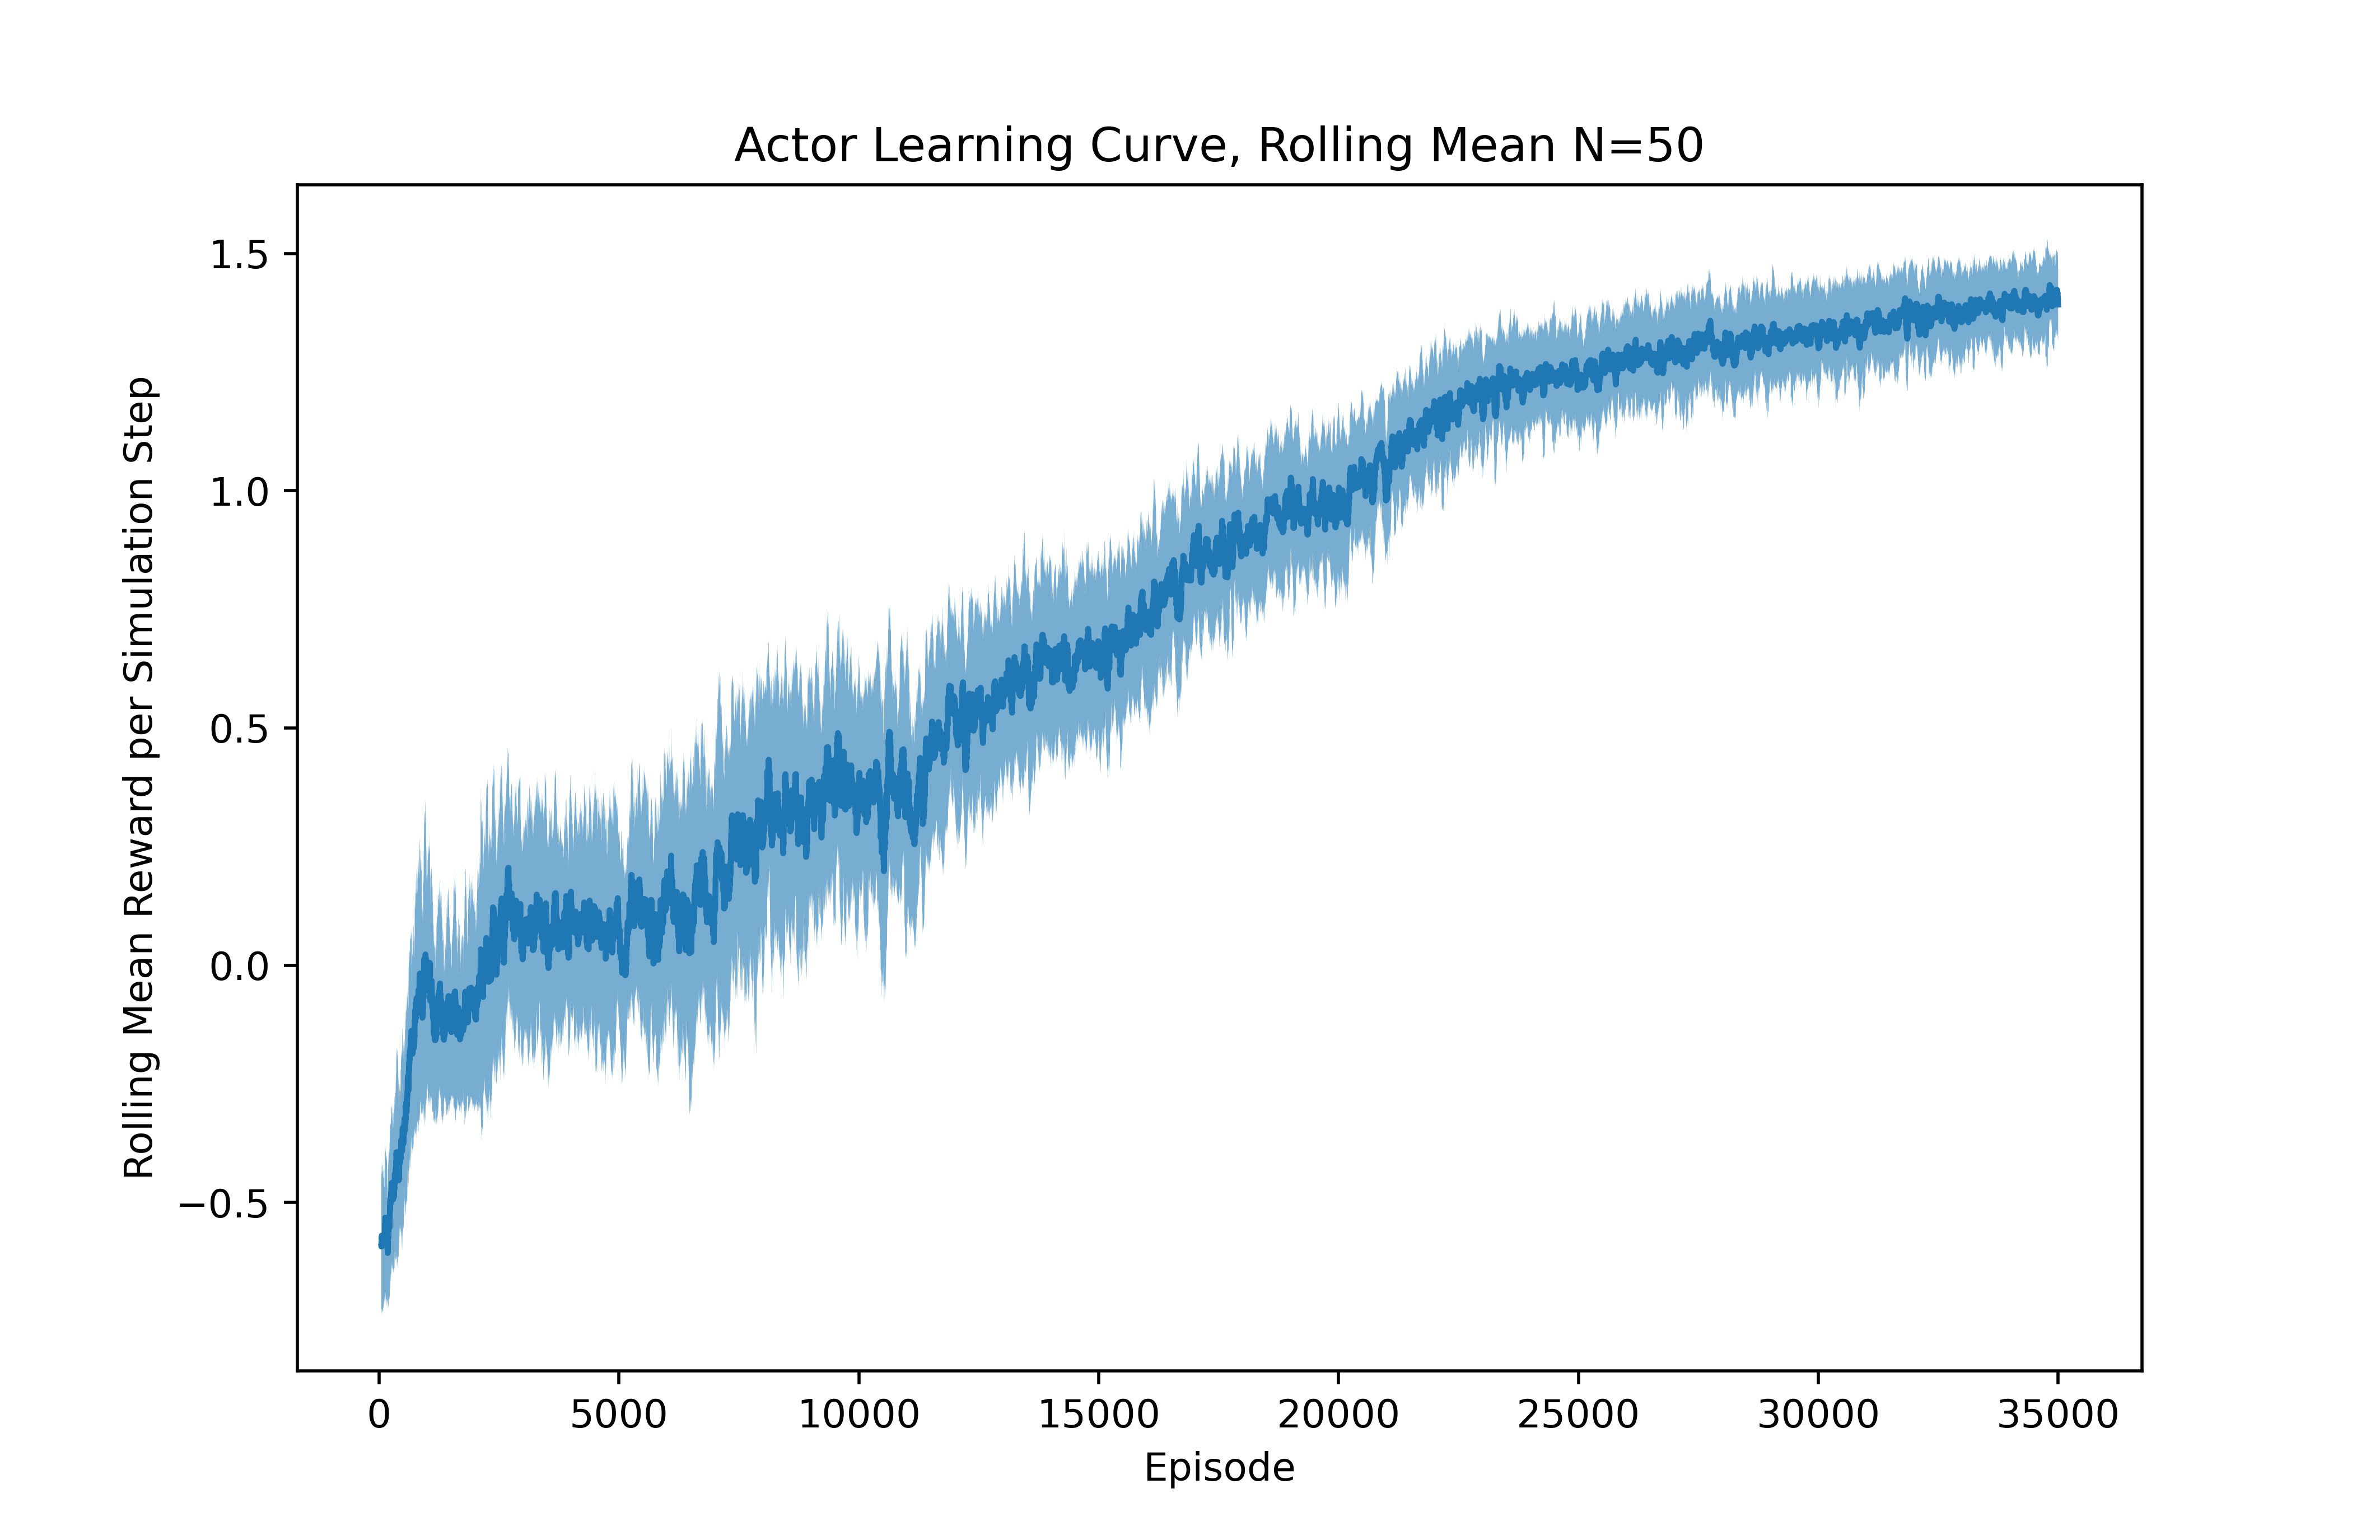 Actor Learning Curve, Rolling Mean N=50
Rolling Mean Reward per Simulation Step
1.5
1.0
0.5
0.0
−0.5
0 5000 10000 15000 20000 25000 30000 35000
Episode